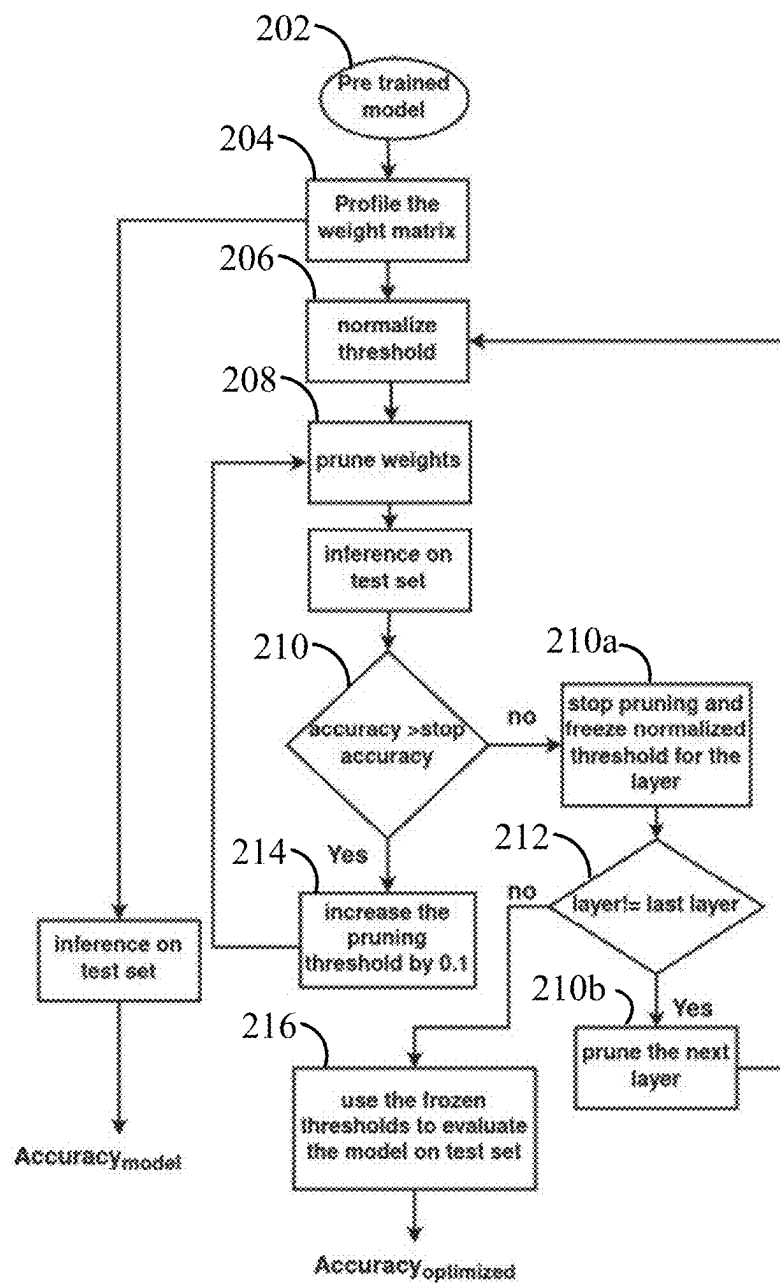 202
Pre trained
model
204
Profile the
weight matrix
206
normalize
threshold
208
prune weights
inference on
test set
210
accuracy >stop
accuracy
no
210a
stop pruning and
freeze normalized
threshold for the
layer
Yes
214
increase the
pruning
threshold by 0.1
212
no
layer!= last layer
Yes
210b
prune the next
layer
inference on
test set
216
use the frozen
thresholds to evaluate
the model on test set
Accuracymodel
Accuracyoptimized